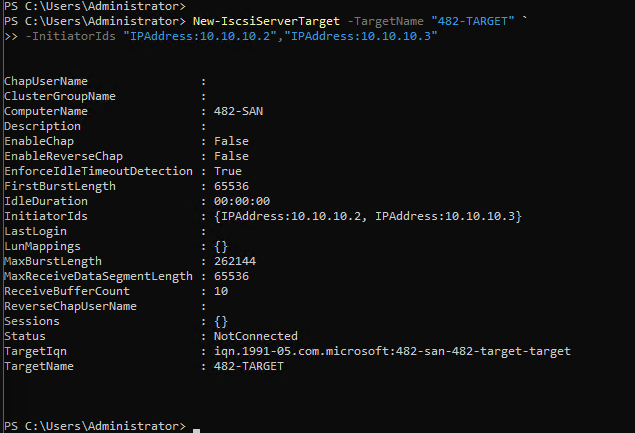 PS C:\Users\Administrator>
PS C:\Users\Administrator> New-IscsiServerTarget -TargetName "482-TARGET" `
>> -InitiatorIds "IPAddress:10.10.10.2","IPAddress:10.10.10.3"
ChapUserName :
ClusterGroupName :
ComputerName : 482-SAN
Description :
EnableChap : False
EnableReverseChap : False
EnforceIdleTimeoutDetection : True
FirstBurstLength : 65536
IdleDuration : 00:00:00
InitiatorIds : {IPAddress:10.10.10.2, IPAddress:10.10.10.3}
LastLogin :
LunMappings : {}
MaxBurstLength : 262144
MaxReceiveDataSegmentLength : 65536
ReceiveBufferCount : 10
ReverseChapUserName :
Sessions : {}
Status : NotConnected
TargetIqn : iqn.1991-05.com.microsoft:482-san-482-target-target
TargetName : 482-TARGET
PS C:\Users\Administrator>